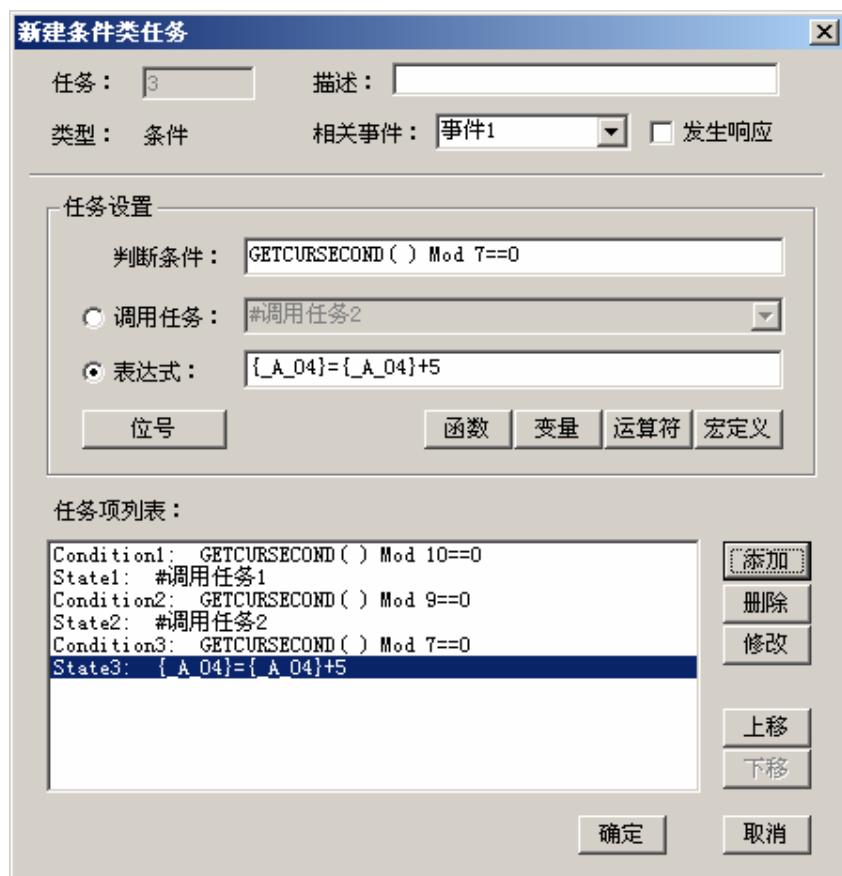 新建条件类任务
任务： 3 描述：
类型： 条件 相关事件： 事件1 发生响应
任务设置
判断条件： GETCURSECOND( ) Mod 7==0
调用任务： #调用任务2
表达式： {_A_04}={_A_04}+5
位号 函数 变量 运算符 宏定义
任务项列表：
Condition1: GETCURSECOND( ) Mod 10==0
State1: #调用任务1
Condition2: GETCURSECOND( ) Mod 9==0
State2: #调用任务2
Condition3: GETCURSECOND( ) Mod 7==0
State3: {_A_04}={_A_04}+5
添加
删除
修改
上移
下移
确定 取消